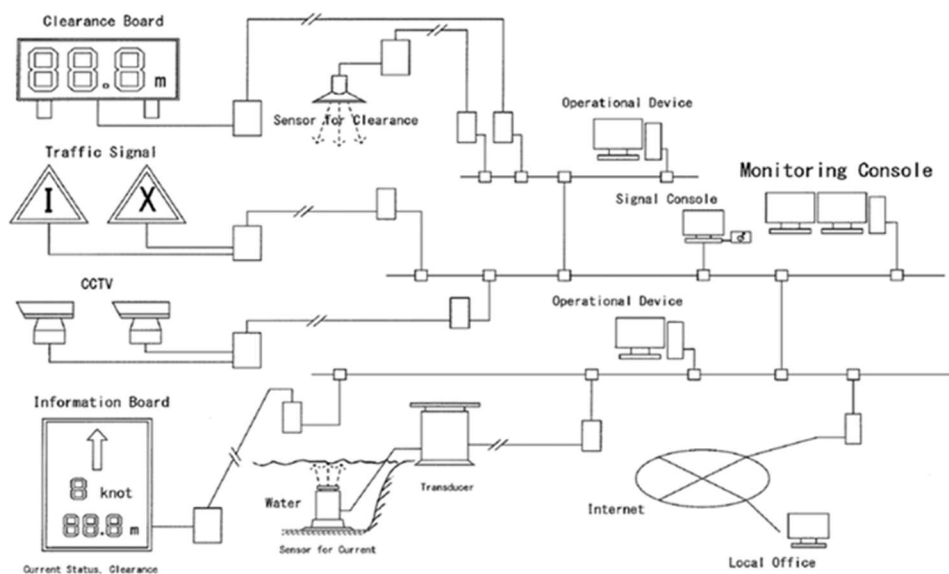 Clearance Board
88.8 m
Sensor for Clearance
Operational Device
Traffic Signal
I
X
Signal Console
Monitoring Console
CCTV
Operational Device
Information Board
8 knot
88.8 m
Current Status, Clearance
Water
Sensor for Current
Transducer
Internet
Local Office